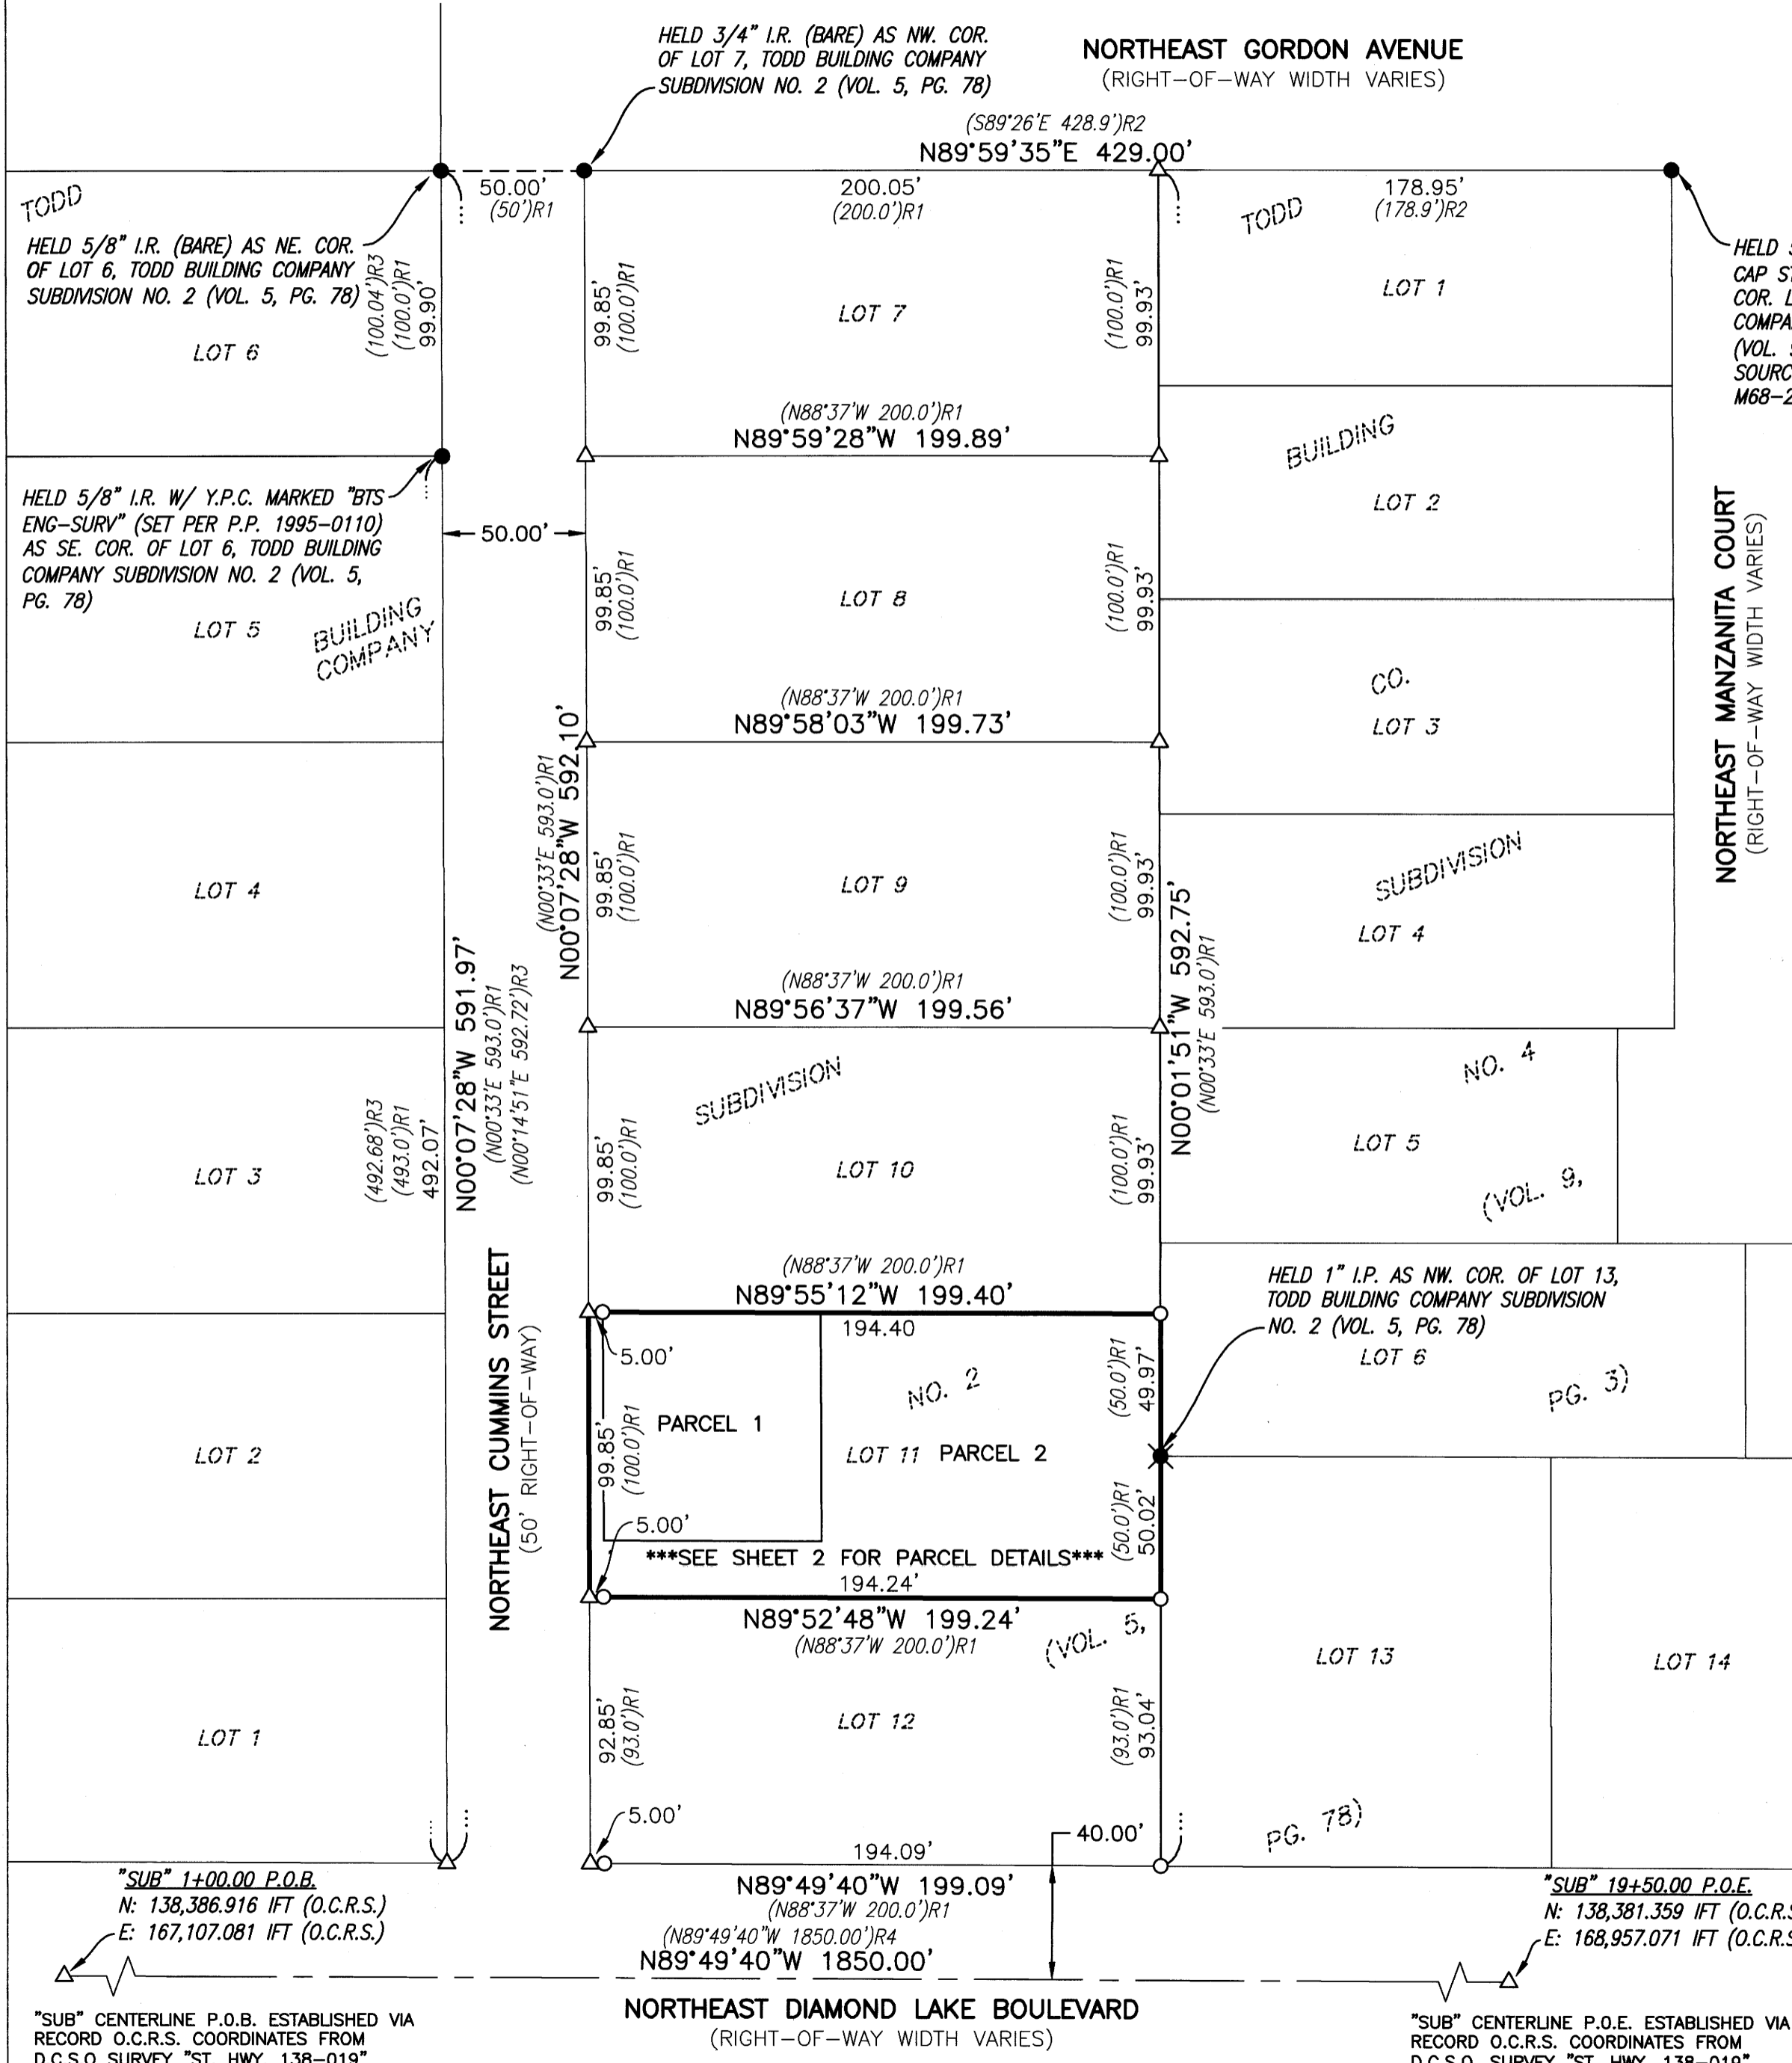 HELD 3/4" I.R. (BARE) AS NW. COR.
OF LOT 7, TODD BUILDING COMPANY
SUBDIVISION NO. 2 (VOL. 5, PG. 78)
NORTHEAST GORDON AVENUE
(RIGHT-OF-WAY WIDTH VARIES)
(S89°26'E 428.9')R2
N89°59'35"E 429.00'
50.00'
(50')R1
200.05'
(200.0')R1
178.95'
(178.9')R2
TODD
TODD
HELD 5/8" I.R. (BARE) AS NE. COR.
OF LOT 6, TODD BUILDING COMPANY
SUBDIVISION NO. 2 (VOL. 5, PG. 78)
(100.04')R3
(100.0')R1
99.90'
LOT 6
99.85'
(100.0')R1
LOT 7
(100.0')R1
99.93'
LOT 1
HELD
CAP
COR.
(VOL.
(N88°37'W 200.0')R1
N89°59'28"W 199.89'
BUILDING
LOT 2
HELD 5/8" I.R. W/ Y.P.C. MARKED "BTS
ENG-SURV" (SET PER P.P. 1995-0110)
AS SE. COR. OF LOT 6, TODD BUILDING
COMPANY SUBDIVISION NO. 2 (VOL. 5,
PG. 78)
50.00'
LOT 5
BUILDING
COMPANY
99.85'
(100.0')R1
LOT 8
(100.0')R1
99.93'
NORTHEAST MANZANITA COURT
(RIGHT-OF-WAY WIDTH VARIES)
CO.
LOT 3
(N88°37'W 200.0')R1
N89°58'03"W 199.73'
(N00°33'E 593.0')R1
N00°07'28"W 592.10'
LOT 4
99.85'
(100.0')R1
LOT 9
(100.0')R1
99.93'
SUBDIVISION
LOT 4
N00°01'51"W 592.75'
(N00°33'E 593.0')R1
(N88°37'W 200.0')R1
N89°56'37"W 199.56'
N00°07'28"W 591.97'
(N00°33'E 593.0')R1
(N00°14'51"E 592.72')R3
(492.68')R3
(493.0')R1
492.07'
LOT 3
SUBDIVISION
99.85'
(100.0')R1
LOT 10
(100.0')R1
99.93'
NO. 4
LOT 5
(VOL. 9,
(N88°37'W 200.0')R1
N89°55'12"W 199.40'
NORTHEAST CUMMINS STREET
(50' RIGHT-OF-WAY)
HELD 1" I.P. AS NW. COR. OF LOT 13,
TODD BUILDING COMPANY SUBDIVISION
NO. 2 (VOL. 5, PG. 78)
LOT 6
PG. 3)
194.40
5.00'
NO. 2
(50.0')R1
49.97'
LOT 2
99.85'
(100.0')R1
PARCEL 1
LOT 11
PARCEL 2
(50.0')R1
50.02'
5.00'
***SEE SHEET 2 FOR PARCEL DETAILS***
194.24'
N89°52'48"W 199.24'
(N88°37'W 200.0')R1
(VOL. 5,
LOT 13
LOT 14
LOT 1
92.85'
(93.0')R1
LOT 12
(93.0')R1
93.04'
5.00'
40.00'
PG. 78)
194.09'
N89°49'40"W 199.09'
(N88°37'W 200.0')R1
(N89°49'40"W 1850.00')R4
N89°49'40"W 1850.00'
"SUB" 1+00.00 P.O.B.
N: 138,386.916 IFT (O.C.R.S.)
E: 167,107.081 IFT (O.C.R.S.)
"SUB" 19+50.00 P.O.E.
N: 138,381.359 IFT
E: 168,957.071 IFT
NORTHEAST DIAMOND LAKE BOULEVARD
(RIGHT-OF-WAY WIDTH VARIES)
"SUB" CENTERLINE P.O.B. ESTABLISHED VIA
RECORD O.C.R.S. COORDINATES FROM
D.C.S.O. SURVEY "ST. HWY. 138-019"
"SUB" CENTERLINE P.O.E. ESTABLISHED VIA
RECORD O.C.R.S. COORDINATES FROM
D.C.S.O. SURVEY "ST. HWY. 138-019"